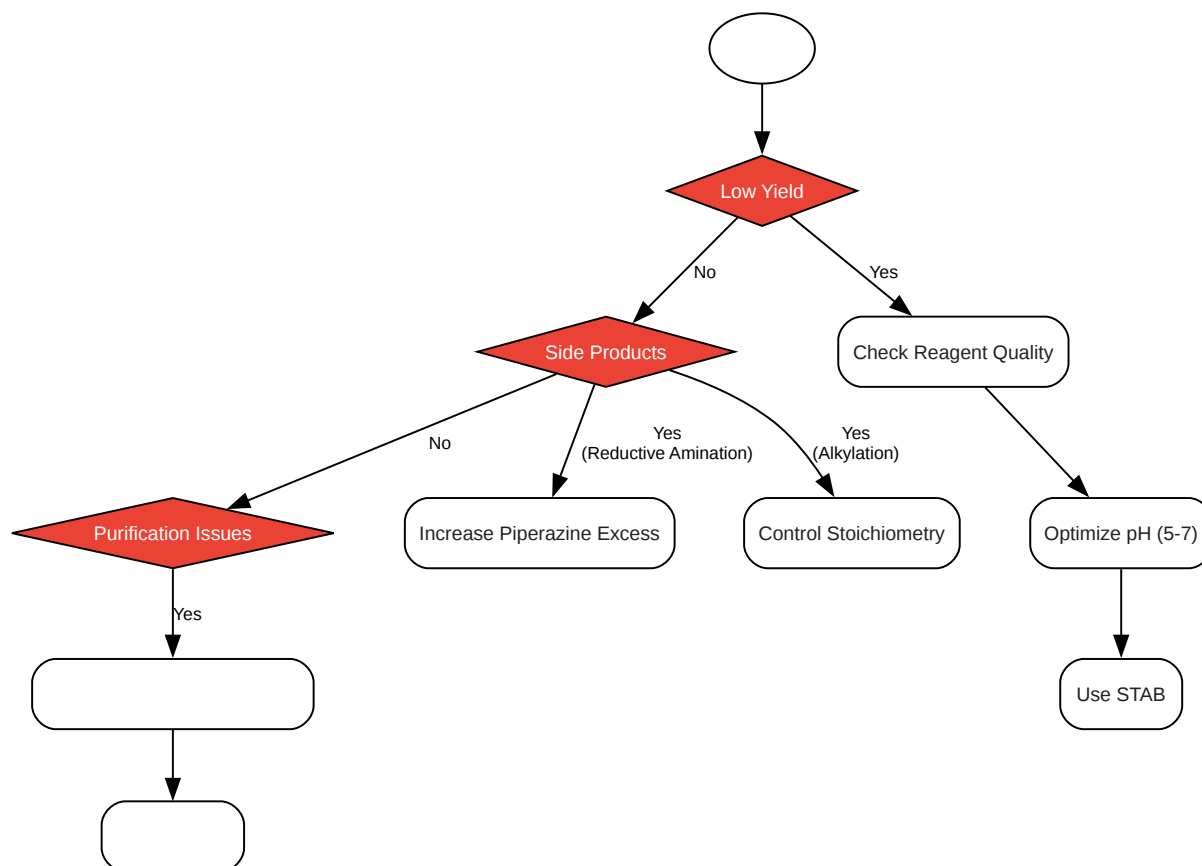 Low Yield
No
Yes
Side Products
Check Reagent Quality
No
Yes
(Reductive Amination)
Yes
(Alkylation)
Purification Issues
Increase Piperazine Excess
Control Stoichiometry
Optimize pH (5-7)
Yes
Use STAB